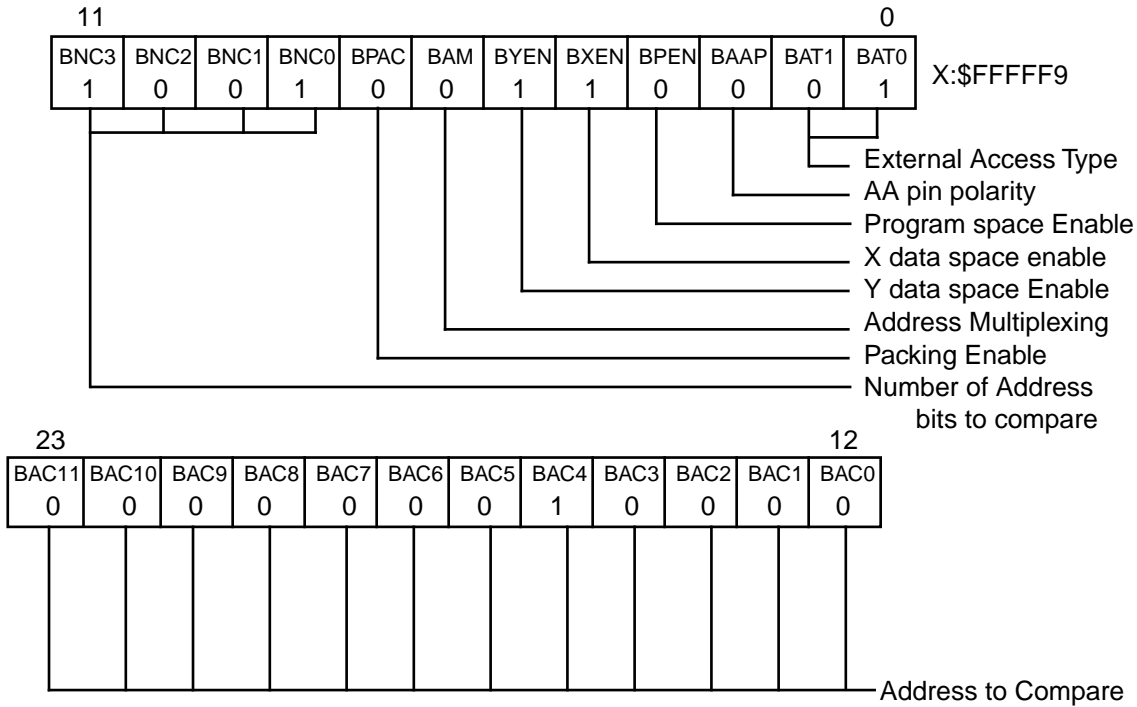 11 0
BNC3 BNC2 BNC1 BNC0 BPAC BAM BYEN BXEN BPEN BAAP BAT1 BAT0
1 0 0 1 0 0 1 1 0 0 0 1
X:$FFFFF9
External Access Type
AA pin polarity
Program space Enable
X data space enable
Y data space Enable
Address Multiplexing
Packing Enable
Number of Address
bits to compare
23 12
BAC11 BAC10 BAC9 BAC8 BAC7 BAC6 BAC5 BAC4 BAC3 BAC2 BAC1 BAC0
0 0 0 0 0 0 0 1 0 0 0 0
Address to Compare